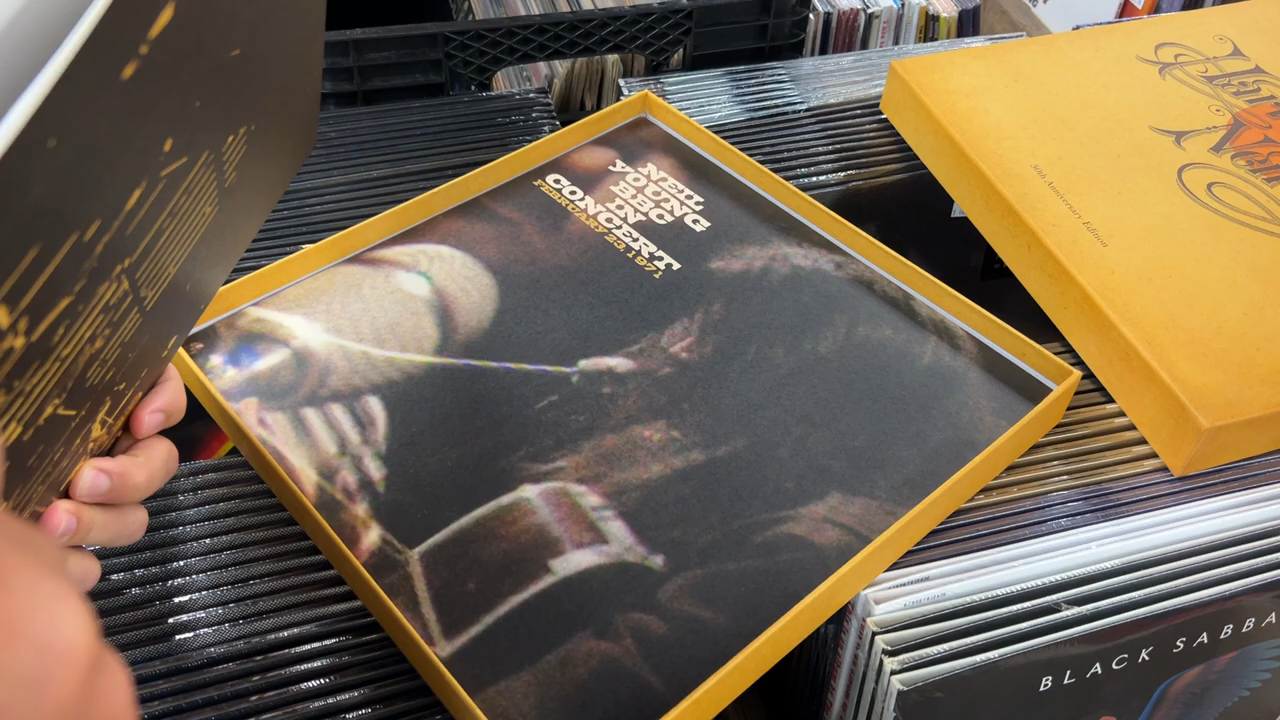 NEIL
YOUNG
BBC
IN
CONCERT
FEBRUARY 23, 1971
50th Anniversary Edition
BLACK SABBA